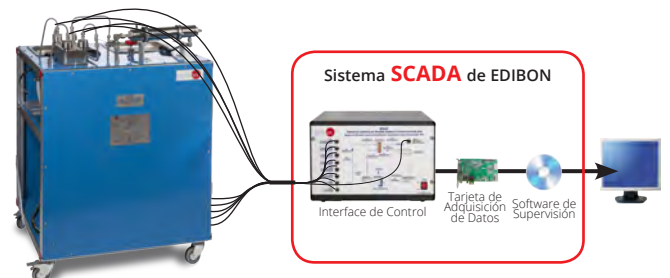 Sistema SCADA de EDIBON
Interface de Control
Tarjeta de
Adquisición
de Datos
Software de
Supervisión